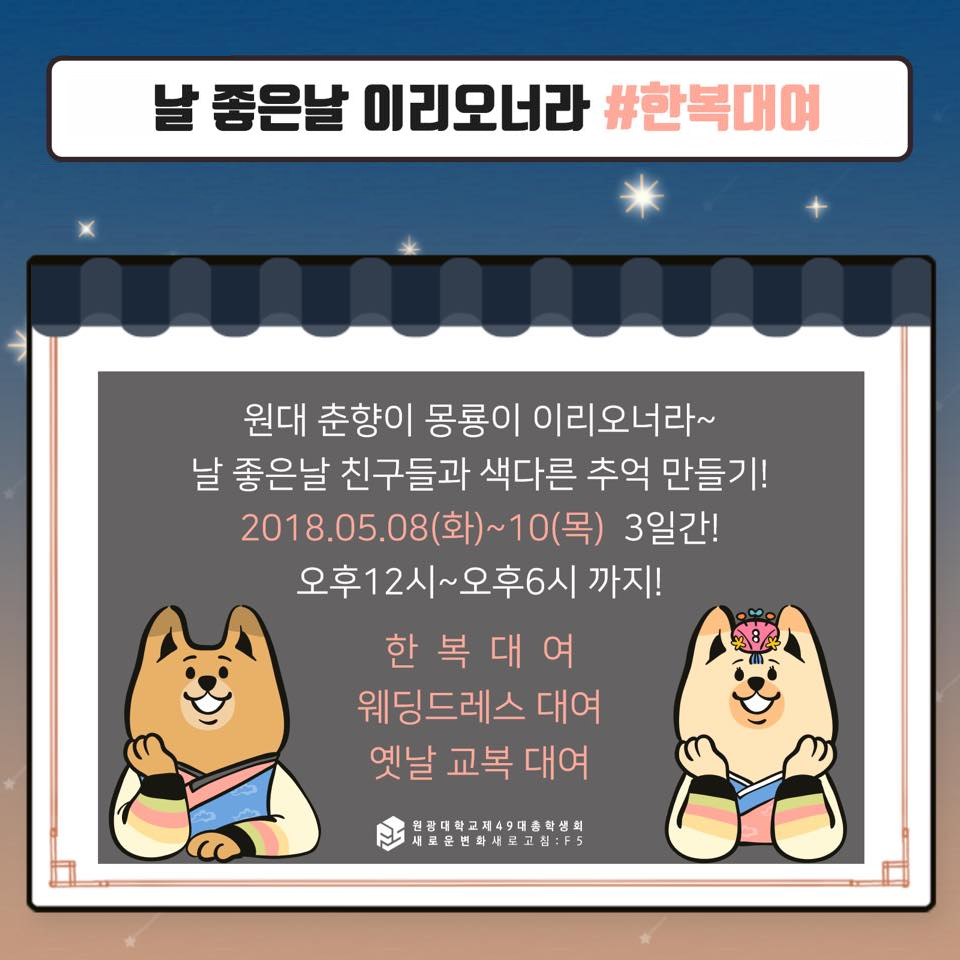 날 좋은날 이리오너라 #한복대여
8
원대 춘향이 몽룡이 이리오너라~
날 좋은날 친구들과 색다른 추억 만들기!
2018.05.08(화)~10(목) 3일간!
오후12시~오후6시 까지!
한 복 대 여
웨딩드레스 대여
옛날 교복 대여
원광대학교제49대총학생회
새로운변화새로고침:F5